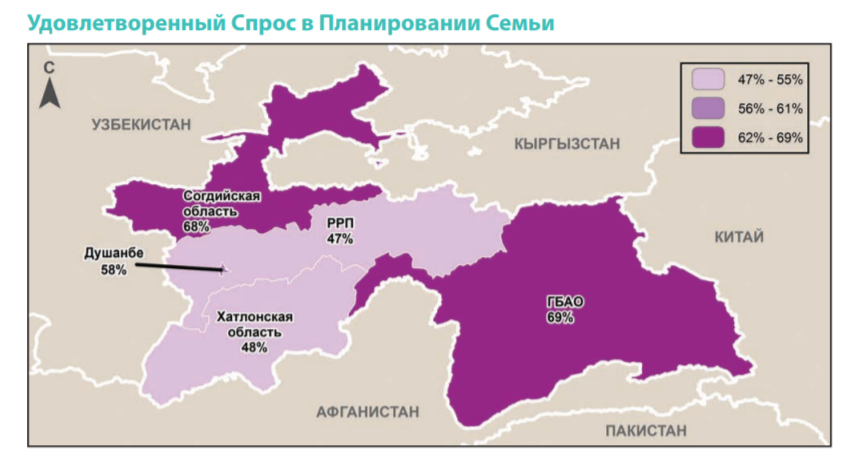 Удовлетворенный Спрос в Планировании Семьи
С
47% - 55%
56% - 61%
62% - 69%
УЗБЕКИСТАН
КЫРГЫЗСТАН
Согдийская
область
68%
РРП
47%
КИТАЙ
Душанбе
58%
ГБАО
69%
Хатлонская
область
48%
АФГАНИСТАН
ПАКИСТАН